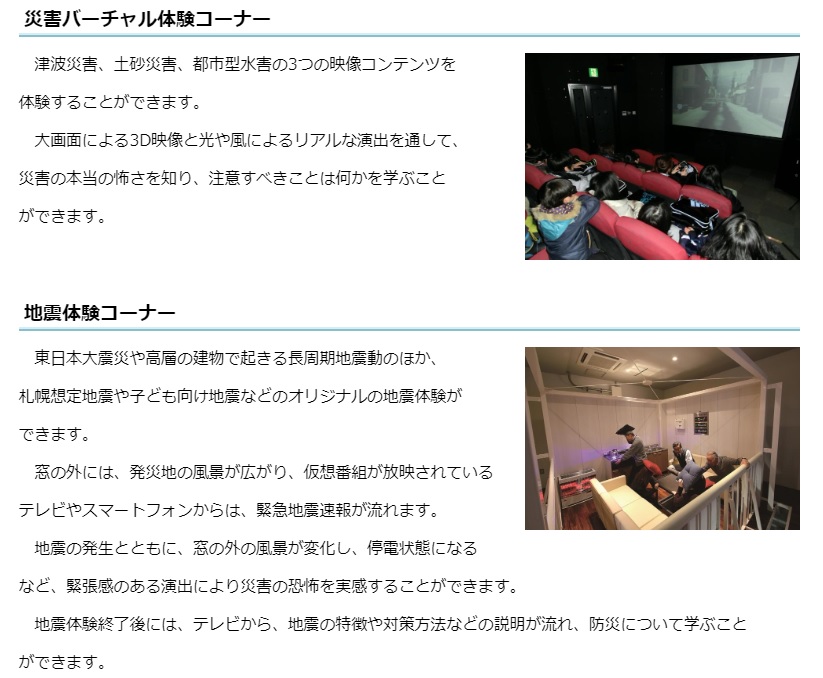 災害バーチャル体験コーナー
津波災害、土砂災害、都市型水害の3つの映像コンテンツを
体験することができます。
大画面による3D映像と光や風によるリアルな演出を通して、
災害の本当の怖さを知り、注意すべきことは何かを学ぶこと
ができます。
地震体験コーナー
東日本大震災や高層の建物で起きる長周期地震動のほか、
札幌想定地震や子ども向け地震などのオリジナルの地震体験が
できます。
窓の外には、発災地の風景が広がり、仮想番組が放映されている
テレビやスマートフォンからは、緊急地震速報が流れます。
地震の発生とともに、窓の外の風景が変化し、停電状態になる
など、緊張感のある演出により災害の恐怖を実感することができます。
地震体験終了後には、テレビから、地震の特徴や対策方法などの説明が流れ、防災について学ぶこと
ができます。